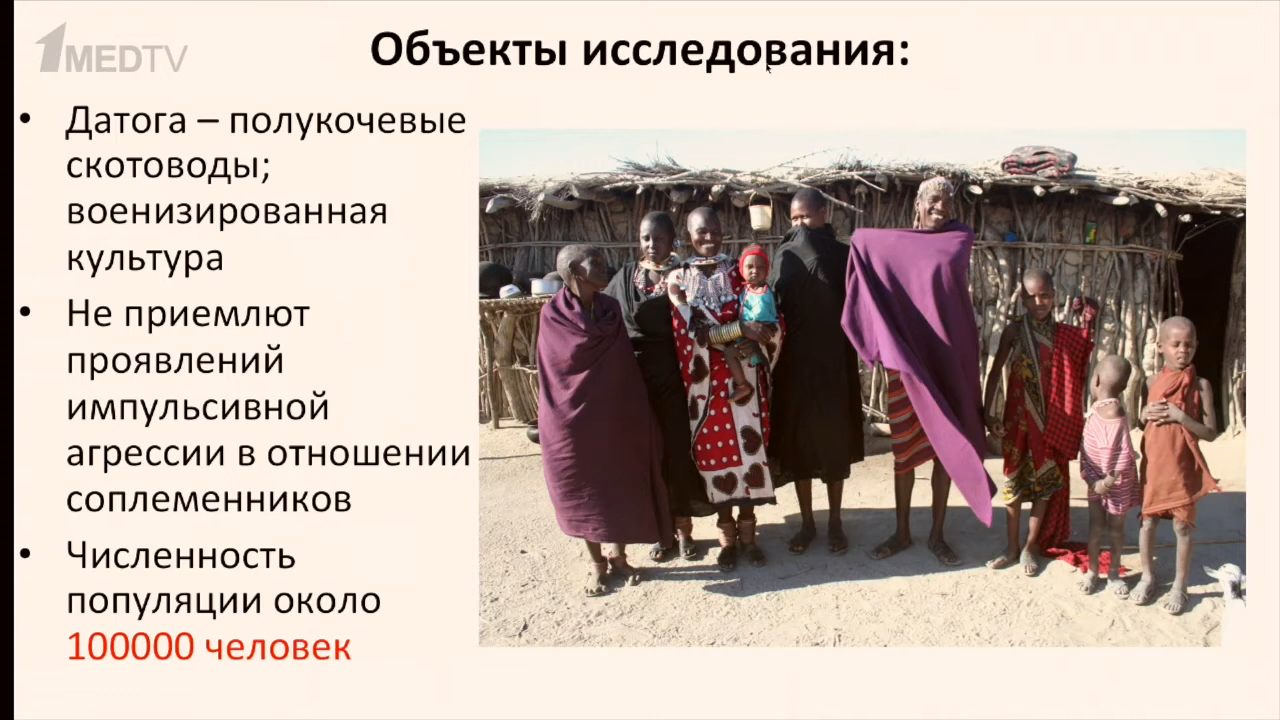 1MEDTV
Объекты исследования:
• Датога – полукочевые
скотоводы;
военизированная
культура
• Не приемлют
проявлений
импульсивной
агрессии в отношении
соплеменников
• Численность
популяции около
100000 человек